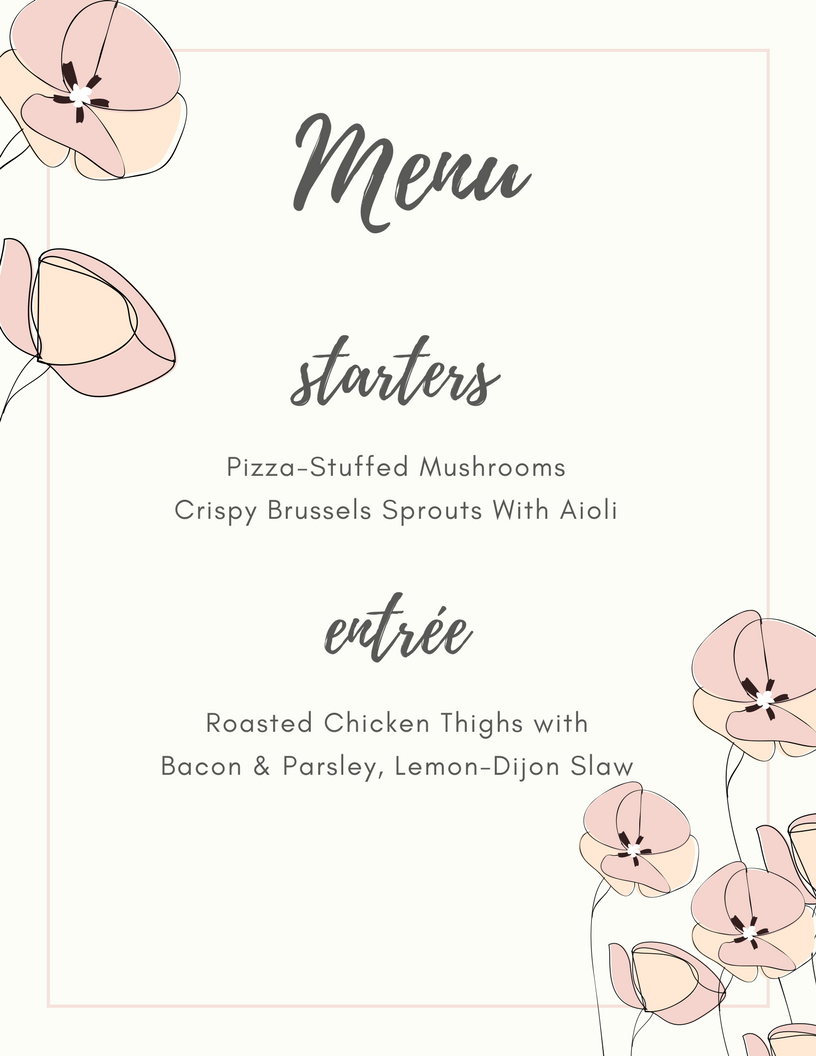 Menu
starters
Pizza-Stuffed Mushrooms
Crispy Brussels Sprouts With Aioli
entrée
Roasted Chicken Thighs with
Bacon & Parsley, Lemon-Dijon Slaw